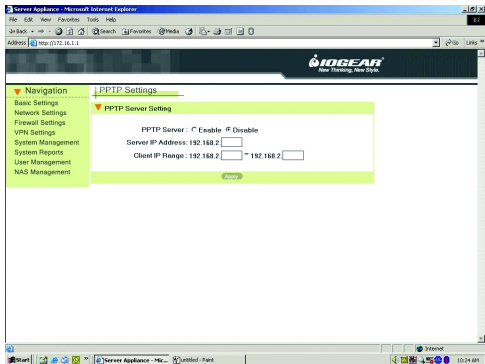 Server Appliance - Microsoft Internet Explorer
File Edit View Favorites Tools Help
Back Search Favorites Media
Address http://172.16.1.1 Go Links »
IOGEAR
New Thinking, New Style.
Navigation
Basic Settings
Network Settings
Firewall Settings
VPN Settings
System Management
System Reports
User Management
NAS Management
PPTP Settings
PPTP Server Setting
PPTP Server : Enable Disable
Server IP Address: 192.168.2.
Client IP Range : 192.168.2. ~ 192.168.2.
Apply
Internet
Start » Server Appliance - Mic... untitled - Paint 10:24 AM